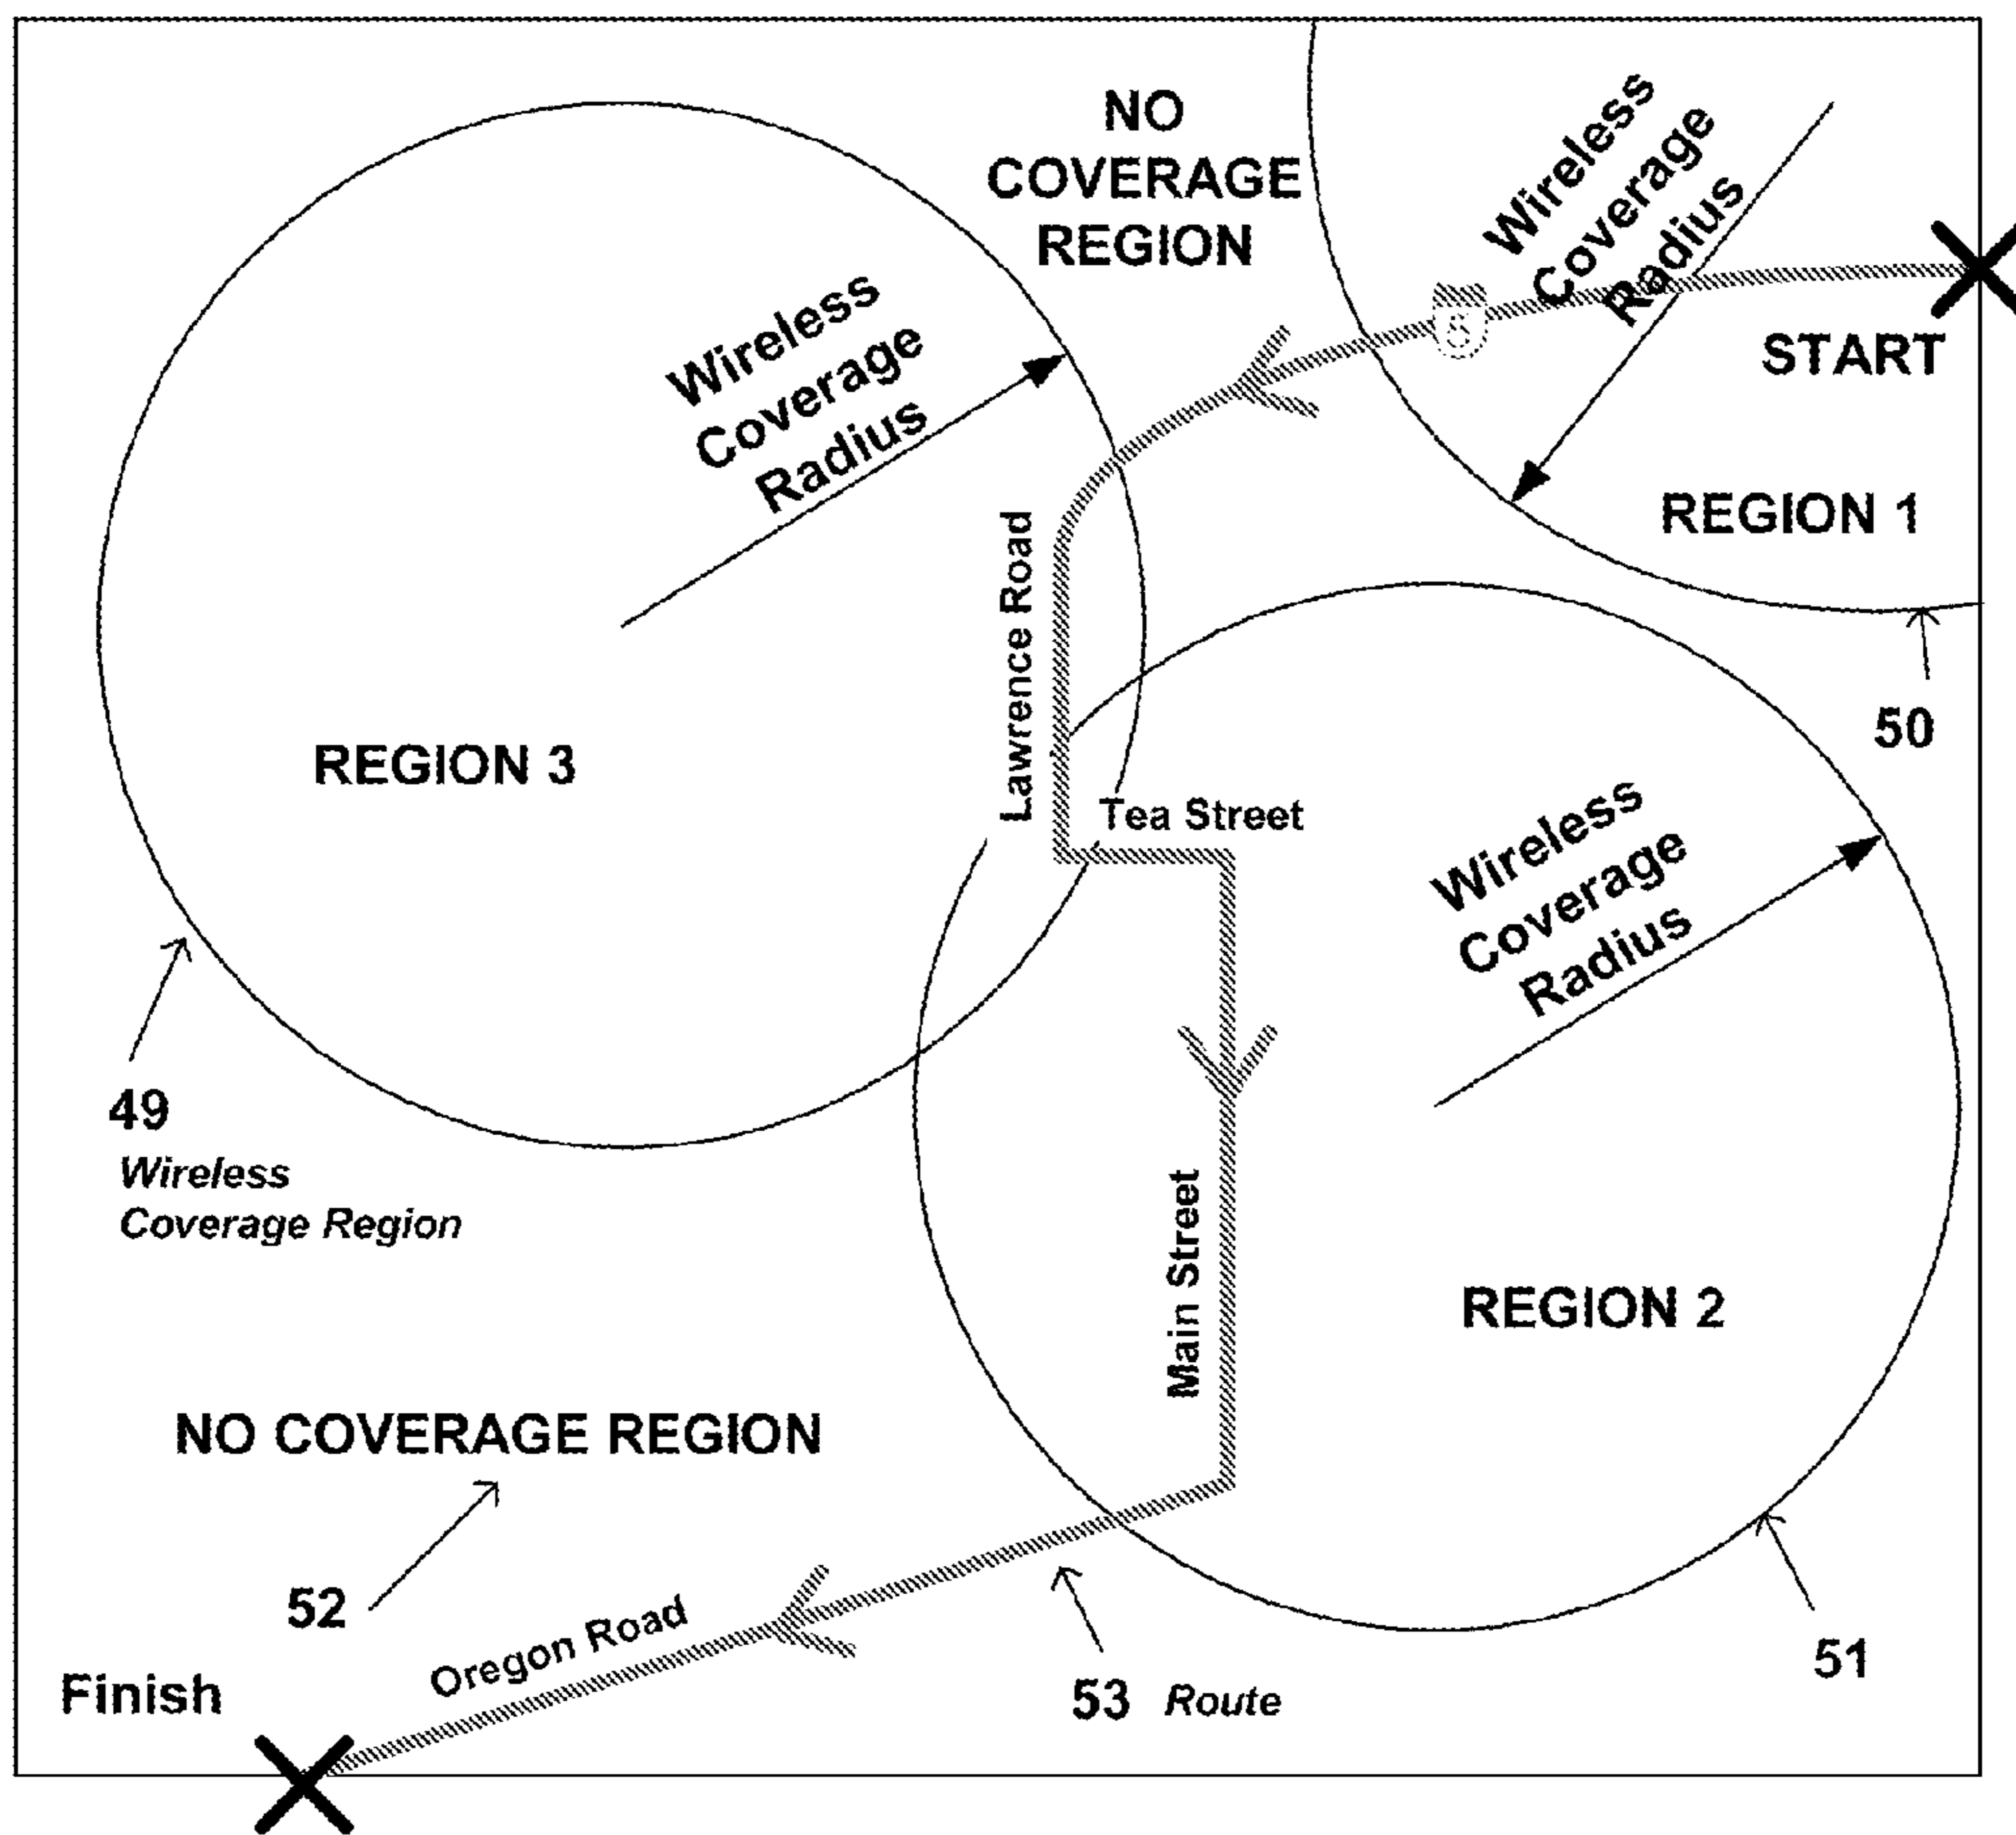 NO
COVERAGE
REGION
Wireless
Coverage
Radius
8
START
REGION 1
50
Wireless
Coverage
Radius
Lawrence Road
REGION 3
Tea Street
Wireless
Coverage
Radius
49
Wireless
Coverage Region
Main Street
REGION 2
NO COVERAGE REGION
52
Oregon Road
Finish
53 Route
51